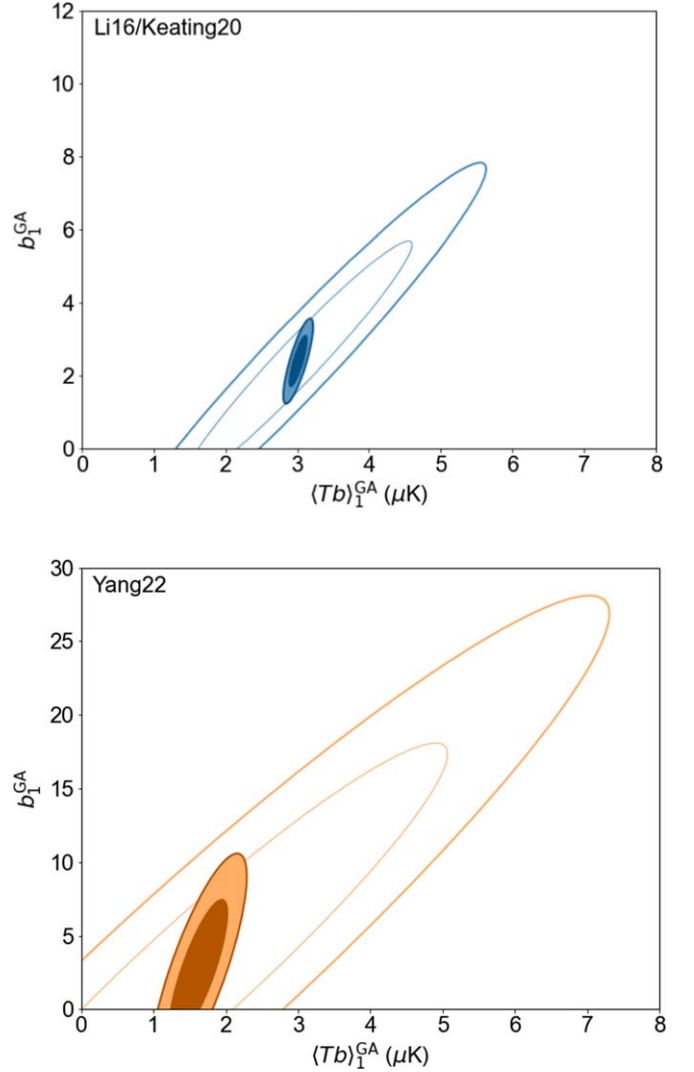 Li16/Keating20
12
10
8
6
4
2
0
b₁ᴳᴬ
0 1 2 3 4 5 6 7 8
⟨Tb⟩₁ᴳᴬ (μK)
Yang22
30
25
20
15
10
5
0
b₁ᴳᴬ
0 1 2 3 4 5 6 7 8
⟨Tb⟩₁ᴳᴬ (μK)